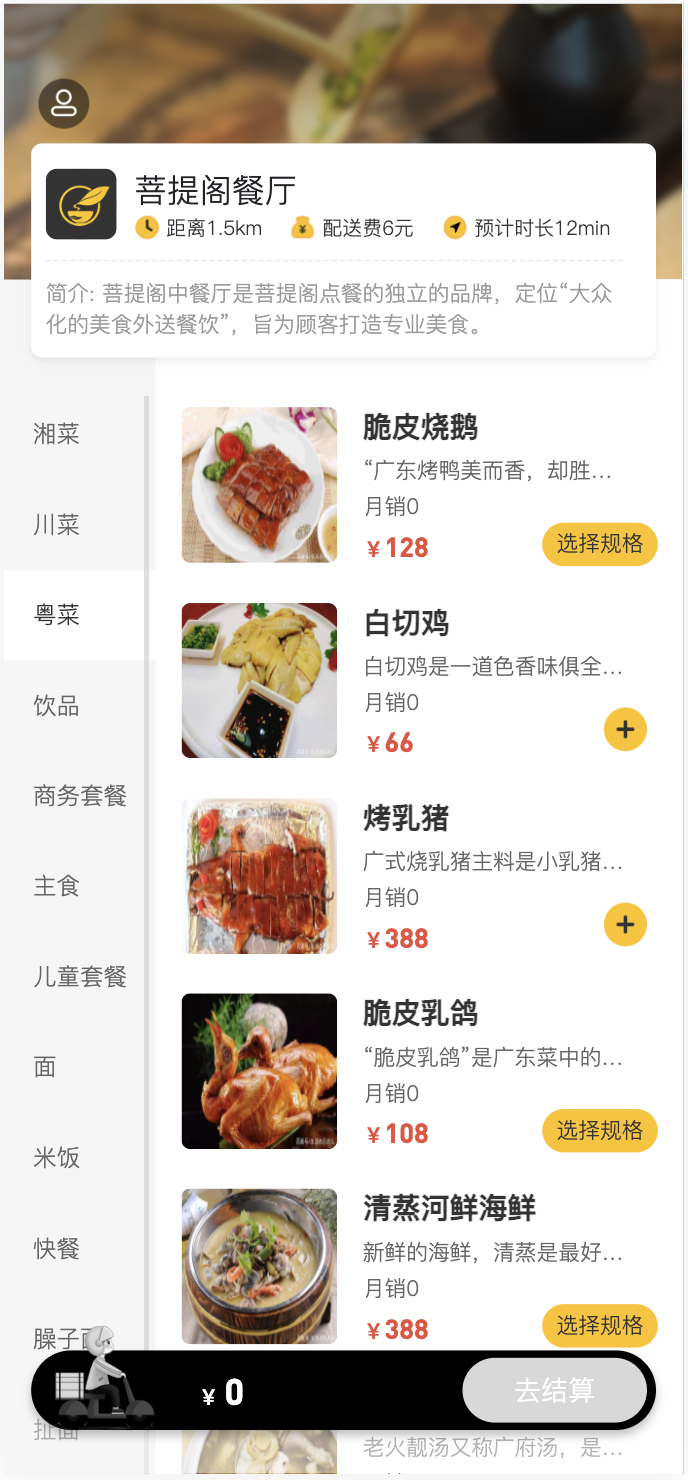 菩提阁餐厅
距离1.5km 配送费6元 预计时长12min
简介: 菩提阁中餐厅是菩提阁点餐的独立的品牌，定位“大众
化的美食外送餐饮”，旨为顾客打造专业美食。
湘菜
川菜
粤菜
饮品
商务套餐
主食
儿童套餐
面
米饭
快餐
臊子面
扯面
脆皮烧鹅
“广东烤鸭美而香，却胜...
月销0
¥128
选择规格
白切鸡
白切鸡是一道色香味俱全...
月销0
¥66
烤乳猪
广式烧乳猪主料是小乳猪...
月销0
¥388
脆皮乳鸽
“脆皮乳鸽”是广东菜中的...
月销0
¥108
选择规格
清蒸河鲜海鲜
新鲜的海鲜，清蒸是最好...
月销0
¥388
选择规格
老火靓汤又称广府汤，是...
¥0
去结算